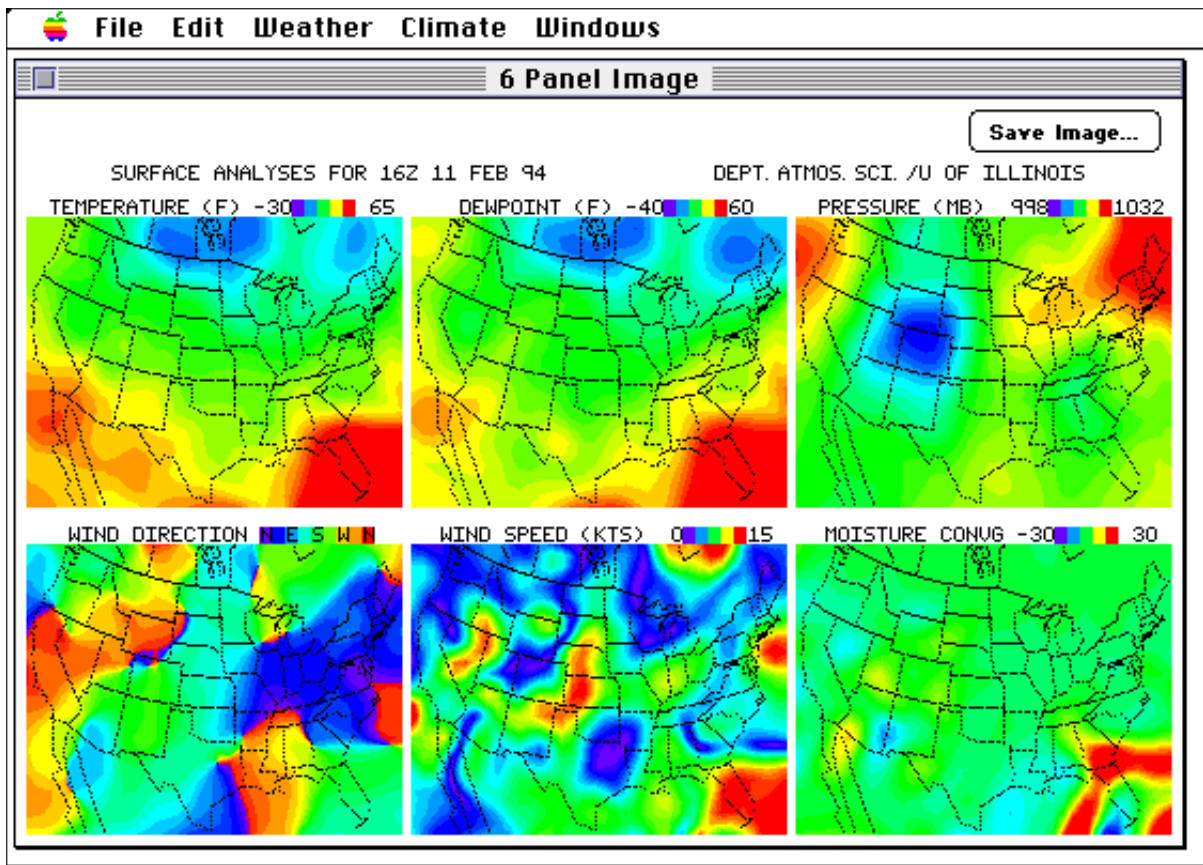 File Edit Weather Climate Windows
6 Panel Image
Save Image...
SURFACE ANALYSES FOR 16Z 11 FEB 94 DEPT. ATMOS. SCI. /U OF ILLINOIS
TEMPERATURE (F) -30 65 DEWPOINT (F) -40 60 PRESSURE (MB) 998 1032
WIND DIRECTION N E S W N WIND SPEED (KTS) 0 15 MOISTURE CONVG -30 30